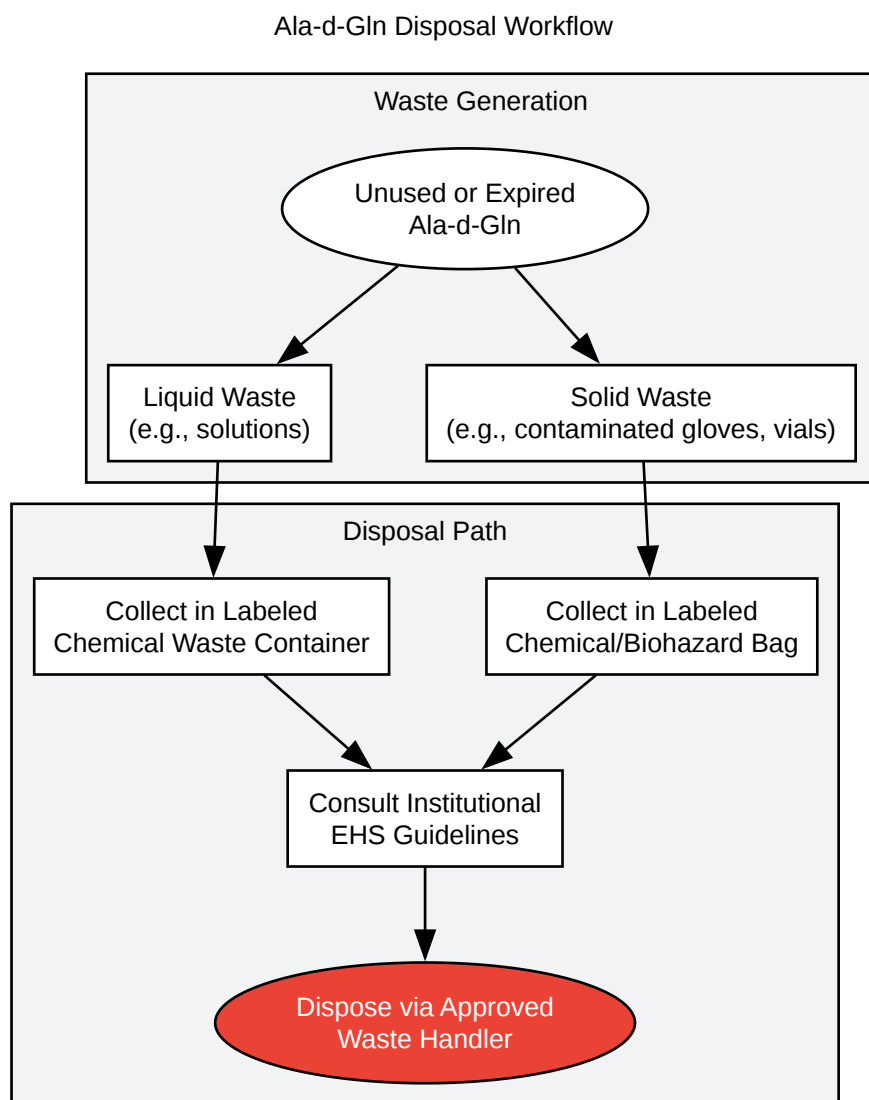 Ala-d-Gln Disposal Workflow
Waste Generation
Unused or Expired
Ala-d-Gln
Liquid Waste
(e.g., solutions)
Solid Waste
(e.g., contaminated gloves, vials)
Disposal Path
Collect in Labeled
Chemical Waste Container
Collect in Labeled
Chemical/Biohazard Bag
Consult Institutional
EHS Guidelines
Dispose via Approved
Waste Handler